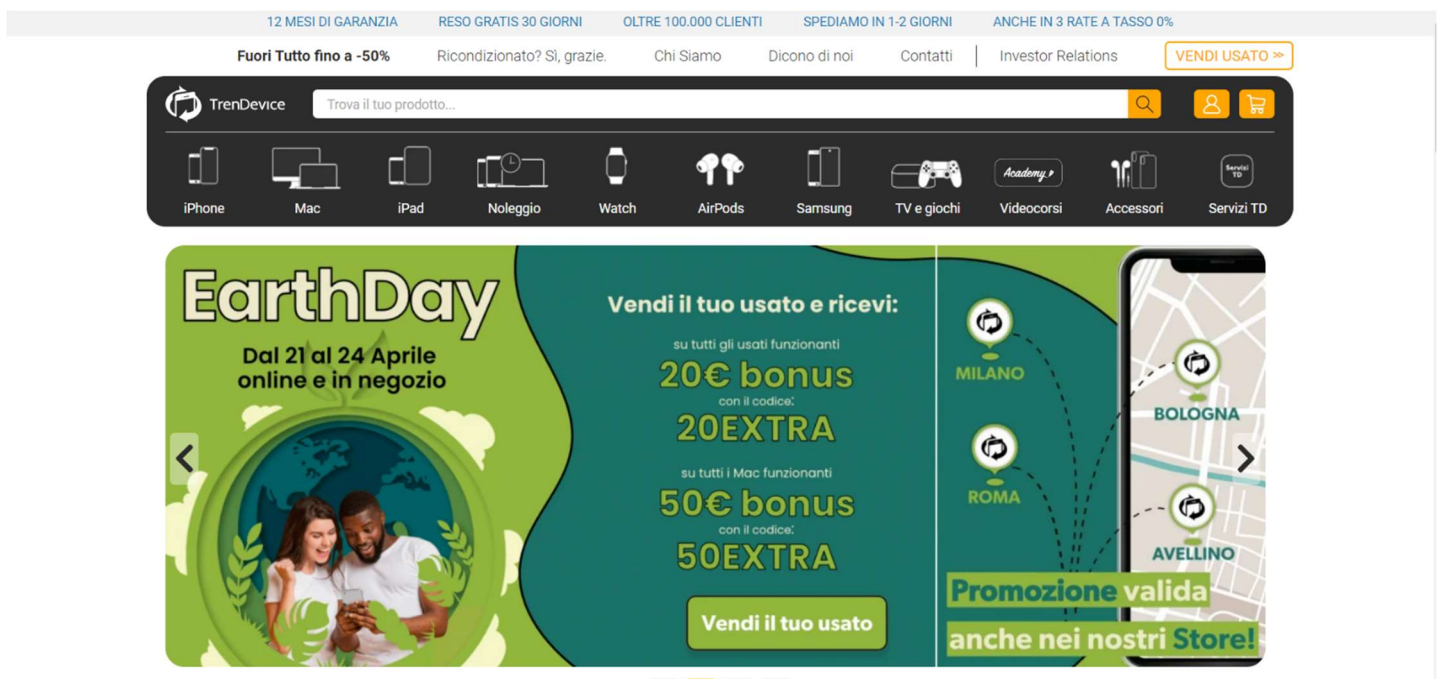 12 MESI DI GARANZIA RESO GRATIS 30 GIORNI OLTRE 100.000 CLIENTI SPEDIAMO IN 1-2 GIORNI ANCHE IN 3 RATE A TASSO 0%
Fuori Tutto fino a -50% Ricondizionato? Sì, grazie. Chi Siamo Dicono di noi Contatti Investor Relations VENDI USATO >>
TrenDevice Trova il tuo prodotto...
Academy
Servizi
TD
iPhone Mac iPad Noleggio Watch AirPods Samsung TV e giochi Videocorsi Accessori Servizi TD
EarthDay
Dal 21 al 24 Aprile
online e in negozio
Vendi il tuo usato e ricevi:
su tutti gli usati funzionanti
20€ bonus
con il codice:
20EXTRA
su tutti i Mac funzionanti
50€ bonus
con il codice:
50EXTRA
Vendi il tuo usato
MILANO
BOLOGNA
ROMA
AVELLINO
Promozione valida
anche nei nostri Store!